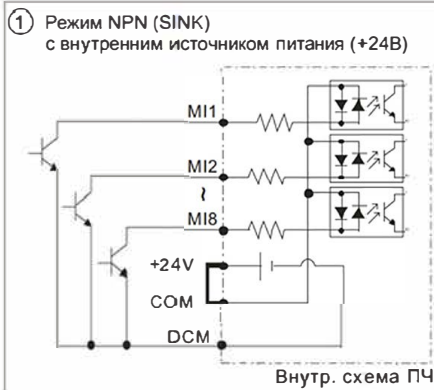 1 Режим NPN (SINK)
с внутренним источником питания (+24В)
MI1
MI2
~
MI8
+24V
COM
DCM
Внутр. схема ПЧ